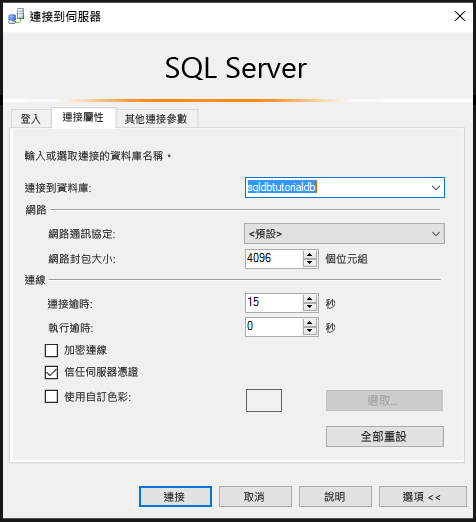 連接到伺服器
SQL Server
登入 連接屬性 其他連接參數
輸入或選取連接的資料庫名稱。
連接到資料庫: sqldbtutorialdb
網路
網路通訊協定: <預設>
網路封包大小: 4096 個位元組
連線
連接逾時: 15 秒
執行逾時: 0 秒
加密連線
信任伺服器憑證
使用自訂色彩: 選取...
全部重設
連接 取消 說明 選項 <<